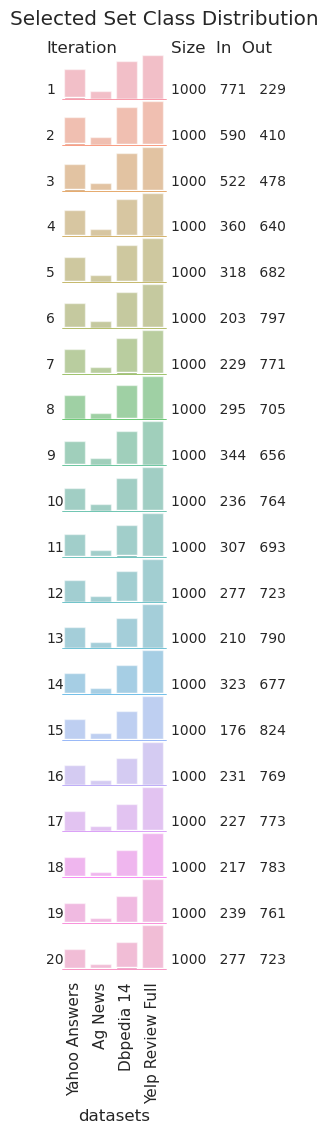 Selected Set Class Distribution
Iteration Size In Out
1 1000 771 229
2 1000 590 410
3 1000 522 478
4 1000 360 640
5 1000 318 682
6 1000 203 797
7 1000 229 771
8 1000 295 705
9 1000 344 656
10 1000 236 764
11 1000 307 693
12 1000 277 723
13 1000 210 790
14 1000 323 677
15 1000 176 824
16 1000 231 769
17 1000 227 773
18 1000 217 783
19 1000 239 761
20 1000 277 723
Yahoo Answers
Ag News
Dbpedia 14
Yelp Review Full
datasets